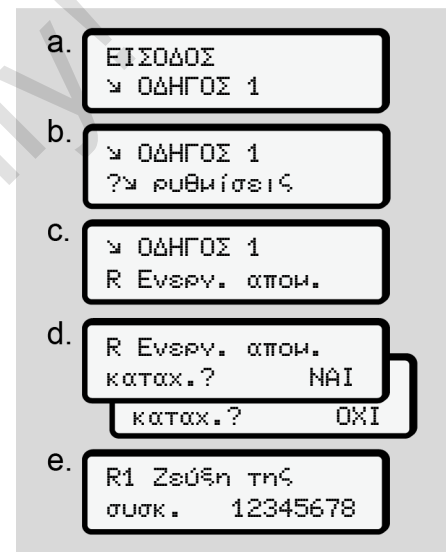 a.
ΕΙΣΟΔΟΣ
↘ ΟΔΗΓΟΣ 1
b.
↘ ΟΔΗΓΟΣ 1
?↘ ρυθμίσεις
c.
↘ ΟΔΗΓΟΣ 1
R Ενεργ. απομ.
d.
R Ενεργ. απομ.
καταχ.? ΝΑΙ
καταχ.? ΟΧΙ
e.
R1 Ζεύξη της
συσκ. 12345678